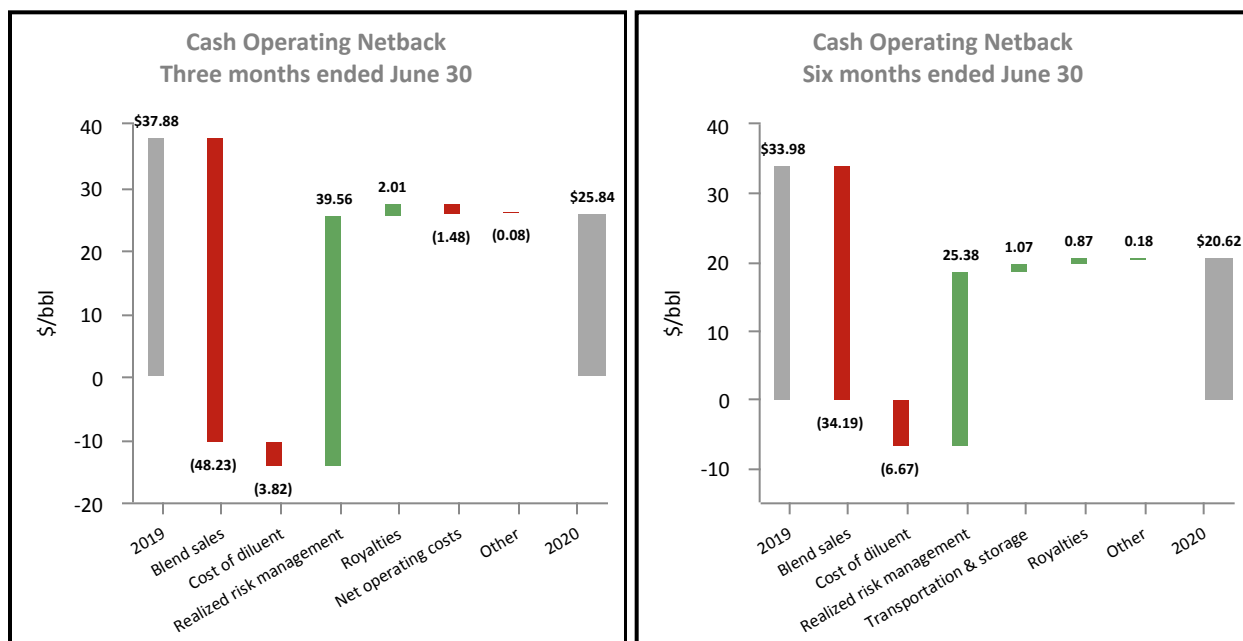 Cash Operating Netback
Three months ended June 30
$/bbl
40
30
20
10
0
-10
-20
$37.88
(48.23)
(3.82)
39.56
2.01
(1.48)
(0.08)
$25.84
2019
Blend sales
Cost of diluent
Realized risk management
Royalties
Net operating costs
Other
2020
Cash Operating Netback
Six months ended June 30
$/bbl
40
30
20
10
0
-10
$33.98
(34.19)
(6.67)
25.38
1.07
0.87
0.18
$20.62
2019
Blend sales
Cost of diluent
Realized risk management
Transportation & storage
Royalties
Other
2020